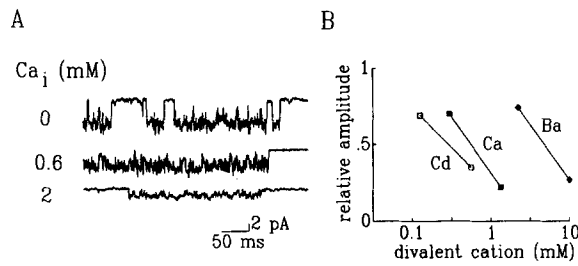 A
Ca_i (mM)
0
0.6
2
2 pA
50 ms
B
relative amplitude
1
.5
0
Cd
Ca
Ba
0.1
1
10
divalent cation (mM)